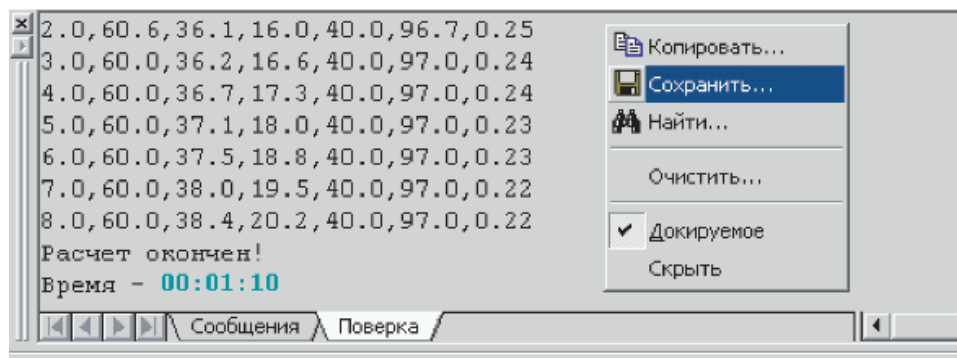 2.0,60.6,36.1,16.0,40.0,96.7,0.25
3.0,60.0,36.2,16.6,40.0,97.0,0.24
4.0,60.0,36.7,17.3,40.0,97.0,0.24
5.0,60.0,37.1,18.0,40.0,97.0,0.23
6.0,60.0,37.5,18.8,40.0,97.0,0.23
7.0,60.0,38.0,19.5,40.0,97.0,0.22
8.0,60.0,38.4,20.2,40.0,97.0,0.22
Расчет окончен!
Время - 00:01:10
Копировать...
Сохранить...
Найти...
Очистить...
Докируемое
Скрыть
Сообщения
Поверка